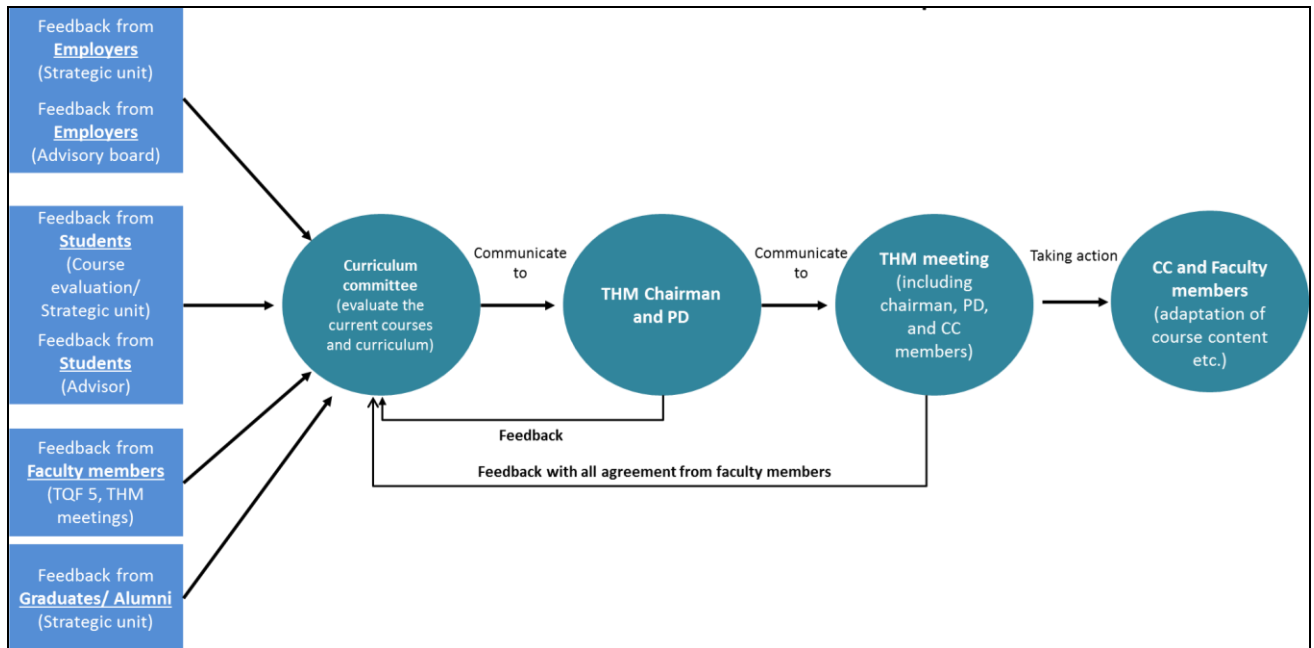 Feedback from
Employers
(Strategic unit)
Feedback from
Employers
(Advisory board)
Feedback from
Students
(Course
evaluation/
Strategic unit)
Feedback from
Students
(Advisor)
Feedback from
Faculty members
(TQF 5, THM
meetings)
Feedback from
Graduates/ Alumni
(Strategic unit)
Curriculum
committee
(evaluate the
current courses
and curriculum)
Communicate
to
THM Chairman
and PD
Communicate
to
THM meeting
(including
chairman, PD,
and CC
members)
Taking action
CC and Faculty
members
(adaptation of
course content
etc.)
Feedback
Feedback with all agreement from faculty members